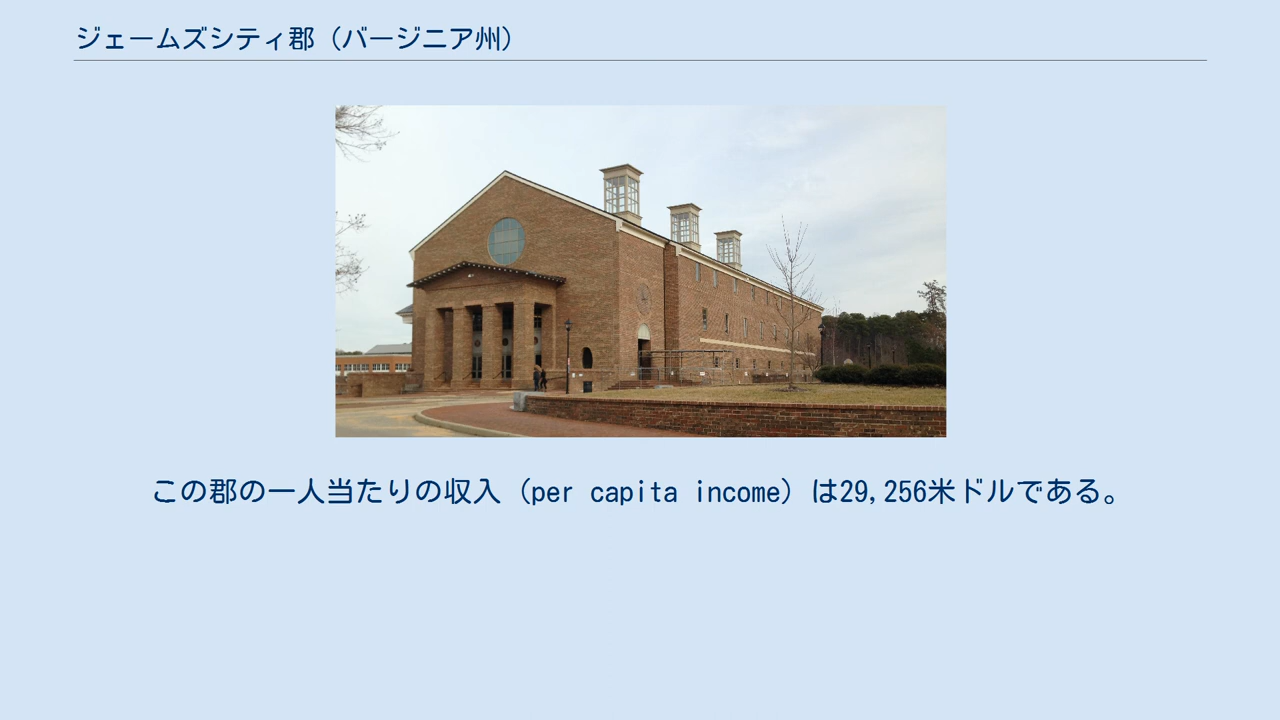 ジェームズシティ郡（バージニア州）
この郡の一人当たりの収入（per capita income）は29,256米ドルである。